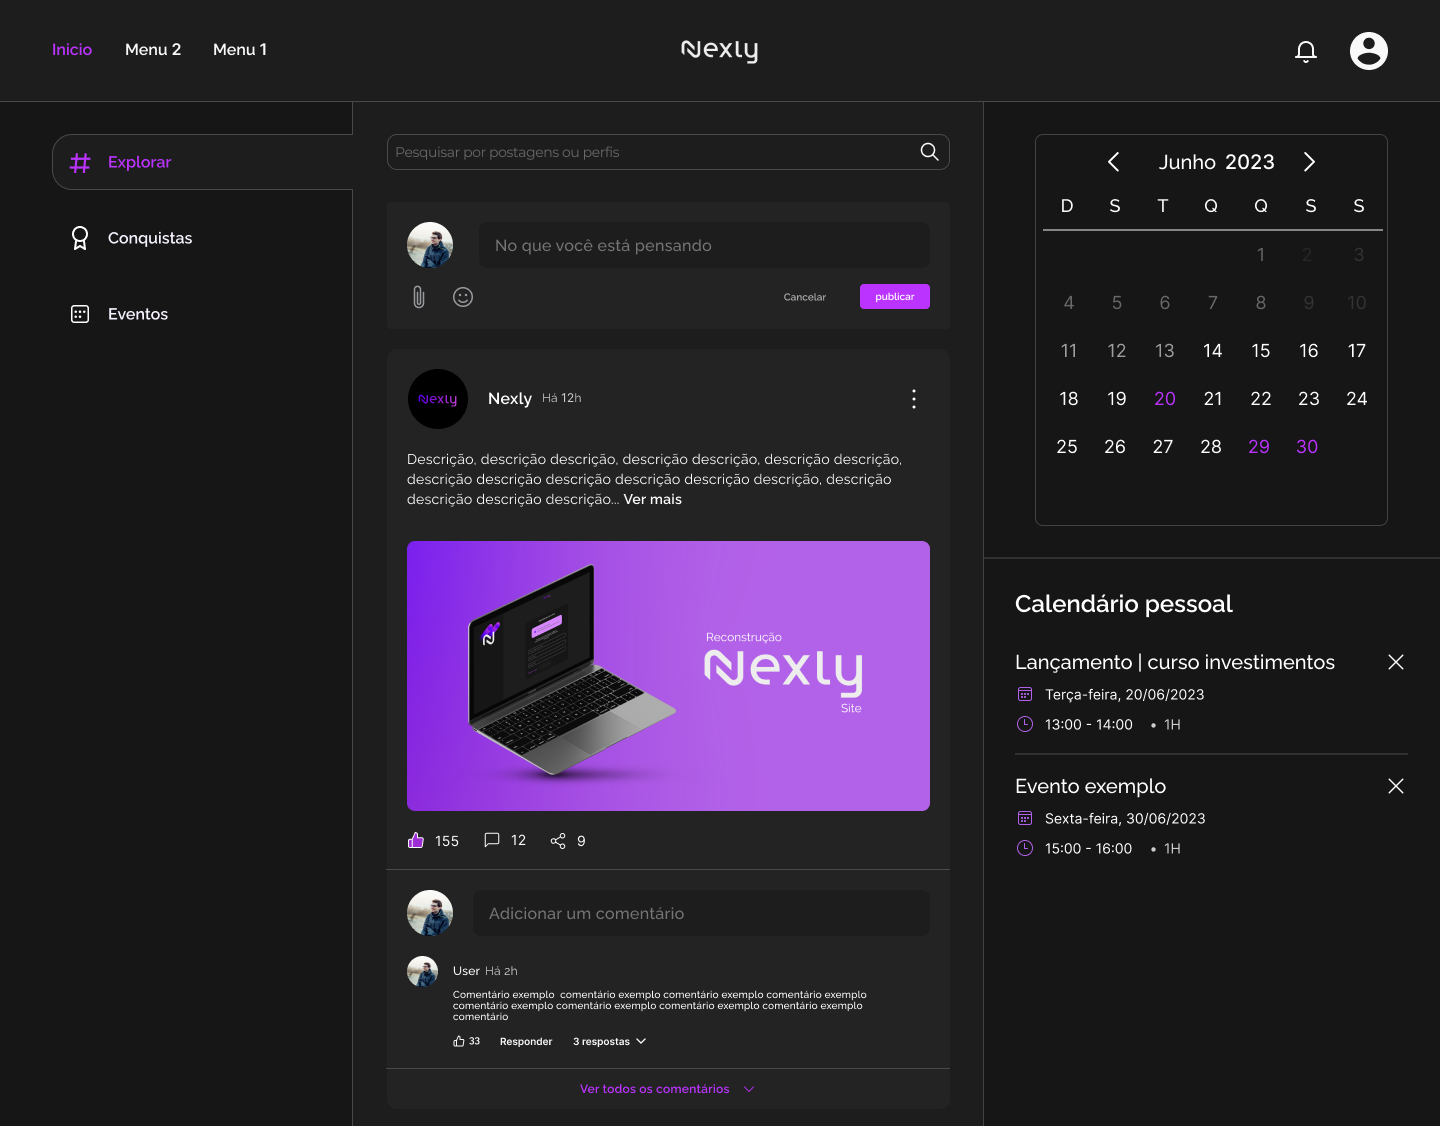 Inicio
Menu 2
Menu 1
Nexly
Explorar
Conquistas
Eventos
Pesquisar por postagens ou perfis
No que você está pensando
Cancelar
publicar
Nexly
Nexly
Há 12h
Descrição, descrição descrição, descrição descrição, descrição descrição,
descrição descrição descrição descrição descrição descrição, descrição
descrição descrição descrição... Ver mais
Reconstrução
Nexly
Site
155
12
9
Adicionar um comentário
User Há 2h
Comentário exemplo  comentário exemplo comentário exemplo comentário exemplo
comentário exemplo comentário exemplo comentário exemplo comentário exemplo
comentário
33
Responder
3 respostas
Ver todos os comentários
Junho 2023
D S T Q Q S S
1 2 3
4 5 6 7 8 9 10
11 12 13 14 15 16 17
18 19 20 21 22 23 24
25 26 27 28 29 30
Calendário pessoal
Lançamento | curso investimentos
Terça-feira, 20/06/2023
13:00 - 14:00 • 1H
Evento exemplo
Sexta-feira, 30/06/2023
15:00 - 16:00 • 1H